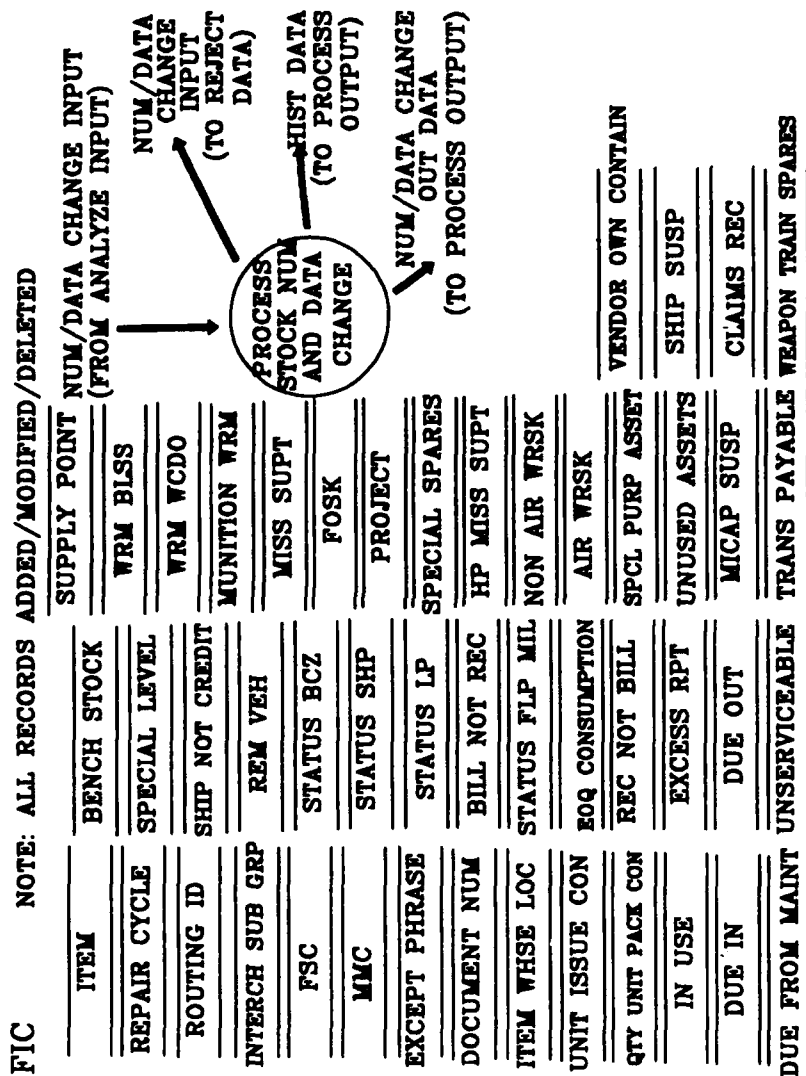 FIC
NOTE: ALL RECORDS ADDED/MODIFIED/DELETED
ITEM
REPAIR CYCLE
ROUTING ID
INTERCH SUB GRP
FSC
MMC
EXCEPT PHRASE
DOCUMENT NUM
ITEM WHSE LOC
UNIT ISSUE CON
QTY UNIT PACK CON
IN USE
DUE IN
DUE FROM MAINT
BENCH STOCK
SPECIAL LEVEL
SHIP NOT CREDIT
REM VEH
STATUS BCZ
STATUS SHP
STATUS LP
BILL NOT REC
STATUS FLP MIL
EOQ CONSUMPTION
REC NOT BILL
EXCESS RPT
DUE OUT
UNSERVICEABLE
SUPPLY POINT
WRM BLSS
WRM WCDO
MUNITION WRM
MISS SUPT
FOSK
PROJECT
SPECIAL SPARES
HP MISS SUPT
NON AIR WRSK
AIR WRSK
SPCL PURP ASSET
UNUSED ASSETS
MICAP SUSP
TRANS PAYABLE
VENDOR OWN CONTAIN
SHIP SUSP
CLAIMS REC
WEAPON TRAIN SPARES
NUM/DATA CHANGE INPUT
(FROM ANALYZE INPUT)
PROCESS
STOCK NUM
AND DATA
CHANGE
NUM/DATA
CHANGE
INPUT
(TO REJECT
DATA)
HIST DATA
(TO PROCESS
OUTPUT)
NUM/DATA CHANGE
OUT DATA
(TO PROCESS OUTPUT)